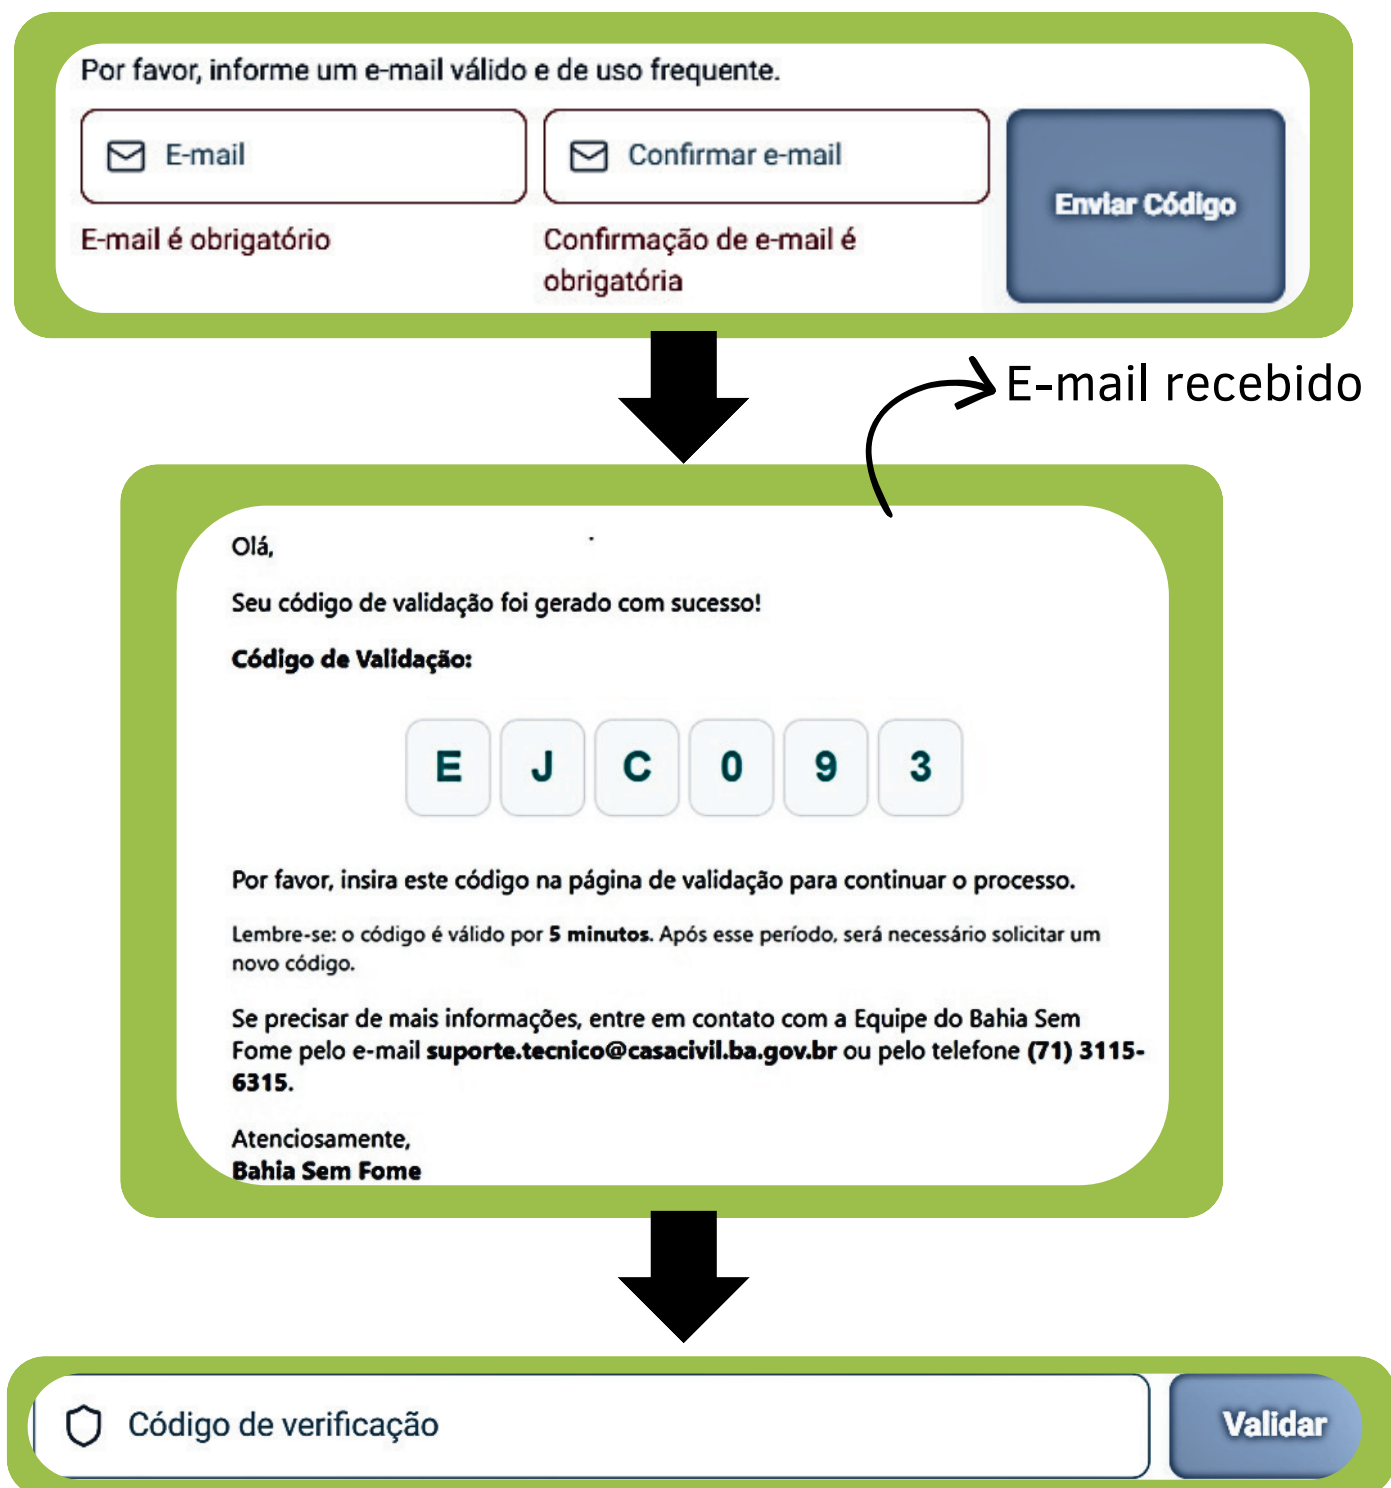 Por favor, informe um e-mail válido e de uso frequente.
E-mail
Confirmar e-mail
Enviar Código
E-mail é obrigatório
Confirmação de e-mail é
obrigatória
E-mail recebido
Olá,
Seu código de validação foi gerado com sucesso!
Código de Validação:
E J C 0 9 3
Por favor, insira este código na página de validação para continuar o processo.
Lembre-se: o código é válido por 5 minutos. Após esse período, será necessário solicitar um
novo código.
Se precisar de mais informações, entre em contato com a Equipe do Bahia Sem
Fome pelo e-mail suporte.tecnico@casacivil.ba.gov.br ou pelo telefone (71) 3115-
6315.
Atenciosamente,
Bahia Sem Fome
Código de verificação
Validar